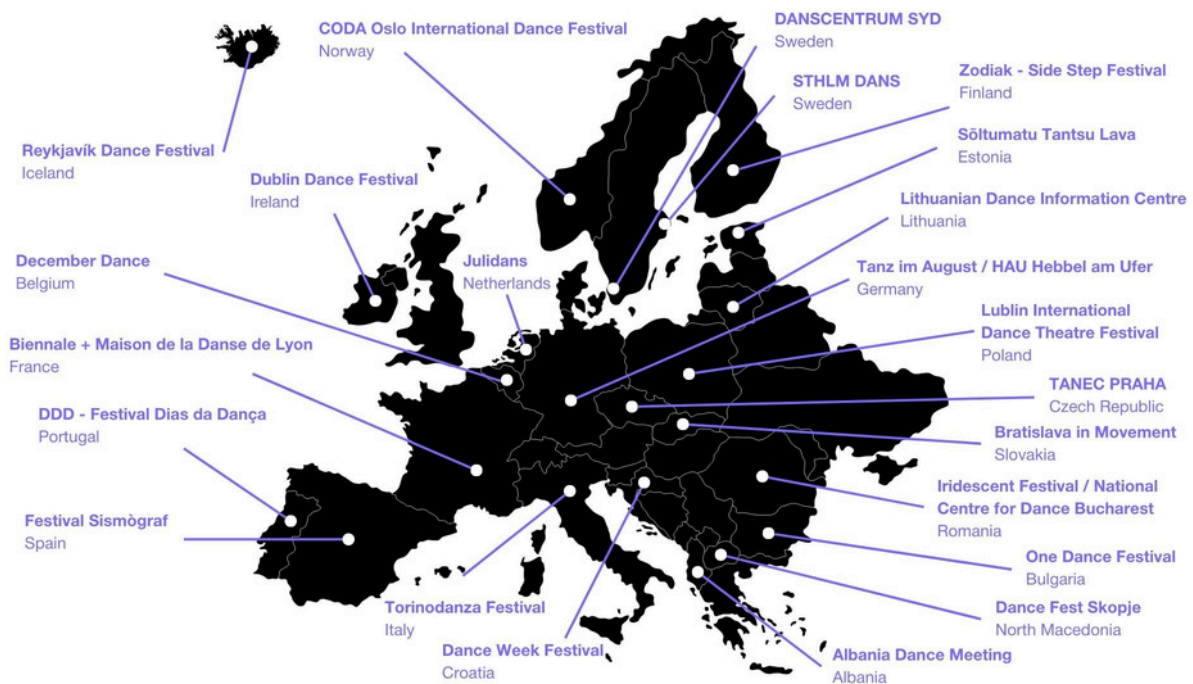 CODA Oslo International Dance Festival
Norway
DANSCENTRUM SYD
Sweden
STHLM DANS
Sweden
Zodiak - Side Step Festival
Finland
Sõltumatu Tantsu Lava
Estonia
Reykjavík Dance Festival
Iceland
Dublin Dance Festival
Ireland
Lithuanian Dance Information Centre
Lithuania
December Dance
Belgium
Julidans
Netherlands
Tanz im August / HAU Hebbel am Ufer
Germany
Lublin International
Dance Theatre Festival
Poland
Biennale + Maison de la Danse de Lyon
France
TANEC PRAHA
Czech Republic
DDD - Festival Dias da Dança
Portugal
Bratislava in Movement
Slovakia
Iridescent Festival / National
Centre for Dance Bucharest
Romania
Festival Sismògraf
Spain
One Dance Festival
Bulgaria
Torinodanza Festival
Italy
Dance Fest Skopje
North Macedonia
Dance Week Festival
Croatia
Albania Dance Meeting
Albania